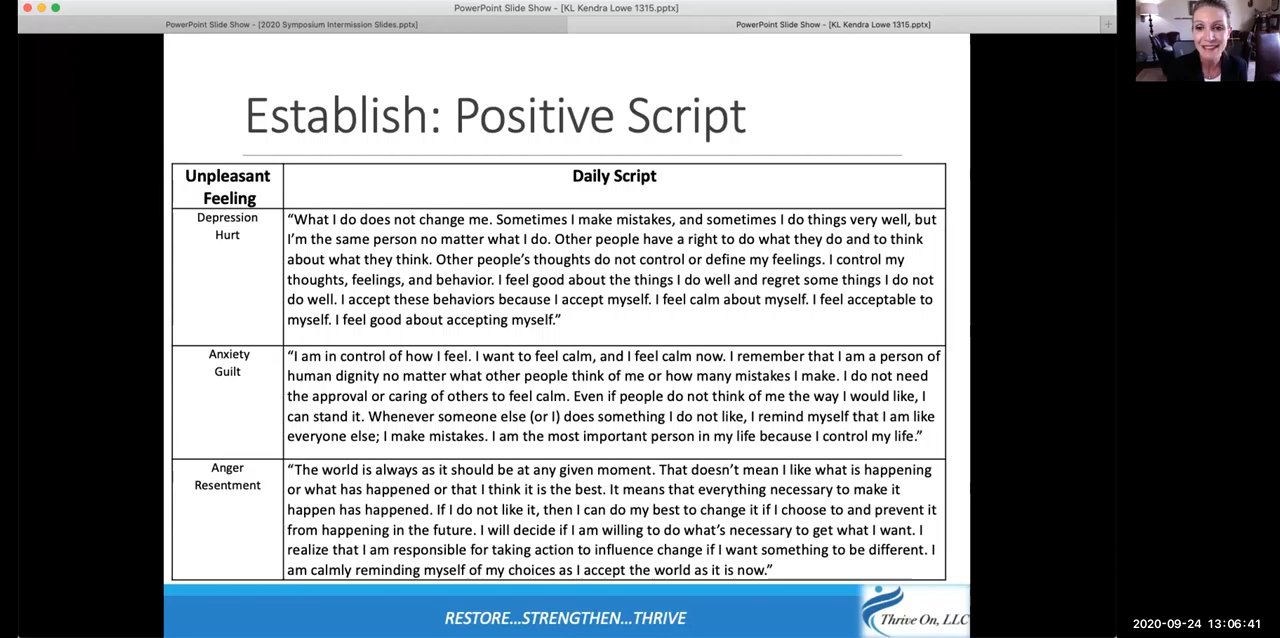 PowerPoint Slide Show - [KL Kendra Lowe 1315.pptx]
PowerPoint Slide Show - [2020 Symposium Intermission Slides.pptx]
PowerPoint Slide Show - [KL Kendra Lowe 1315.pptx]
Establish: Positive Script
Unpleasant
Feeling
Daily Script
Depression
Hurt
“What I do does not change me. Sometimes I make mistakes, and sometimes I do things very well, but
I’m the same person no matter what I do. Other people have a right to do what they do and to think
about what they think. Other people’s thoughts do not control or define my feelings. I control my
thoughts, feelings, and behavior. I feel good about the things I do well and regret some things I do not
do well. I accept these behaviors because I accept myself. I feel calm about myself. I feel acceptable to
myself. I feel good about accepting myself.”
Anxiety
Guilt
“I am in control of how I feel. I want to feel calm, and I feel calm now. I remember that I am a person of
human dignity no matter what other people think of me or how many mistakes I make. I do not need
the approval or caring of others to feel calm. Even if people do not think of me the way I would like, I
can stand it. Whenever someone else (or I) does something I do not like, I remind myself that I am like
everyone else; I make mistakes. I am the most important person in my life because I control my life.”
Anger
Resentment
“The world is always as it should be at any given moment. That doesn’t mean I like what is happening
or what has happened or that I think it is the best. It means that everything necessary to make it
happen has happened. If I do not like it, then I can do my best to change it if I choose to and prevent it
from happening in the future. I will decide if I am willing to do what’s necessary to get what I want. I
realize that I am responsible for taking action to influence change if I want something to be different. I
am calmly reminding myself of my choices as I accept the world as it is now.”
RESTORE...STRENGTHEN...THRIVE
Thrive On, LLC
2020-09-24 13:06:41